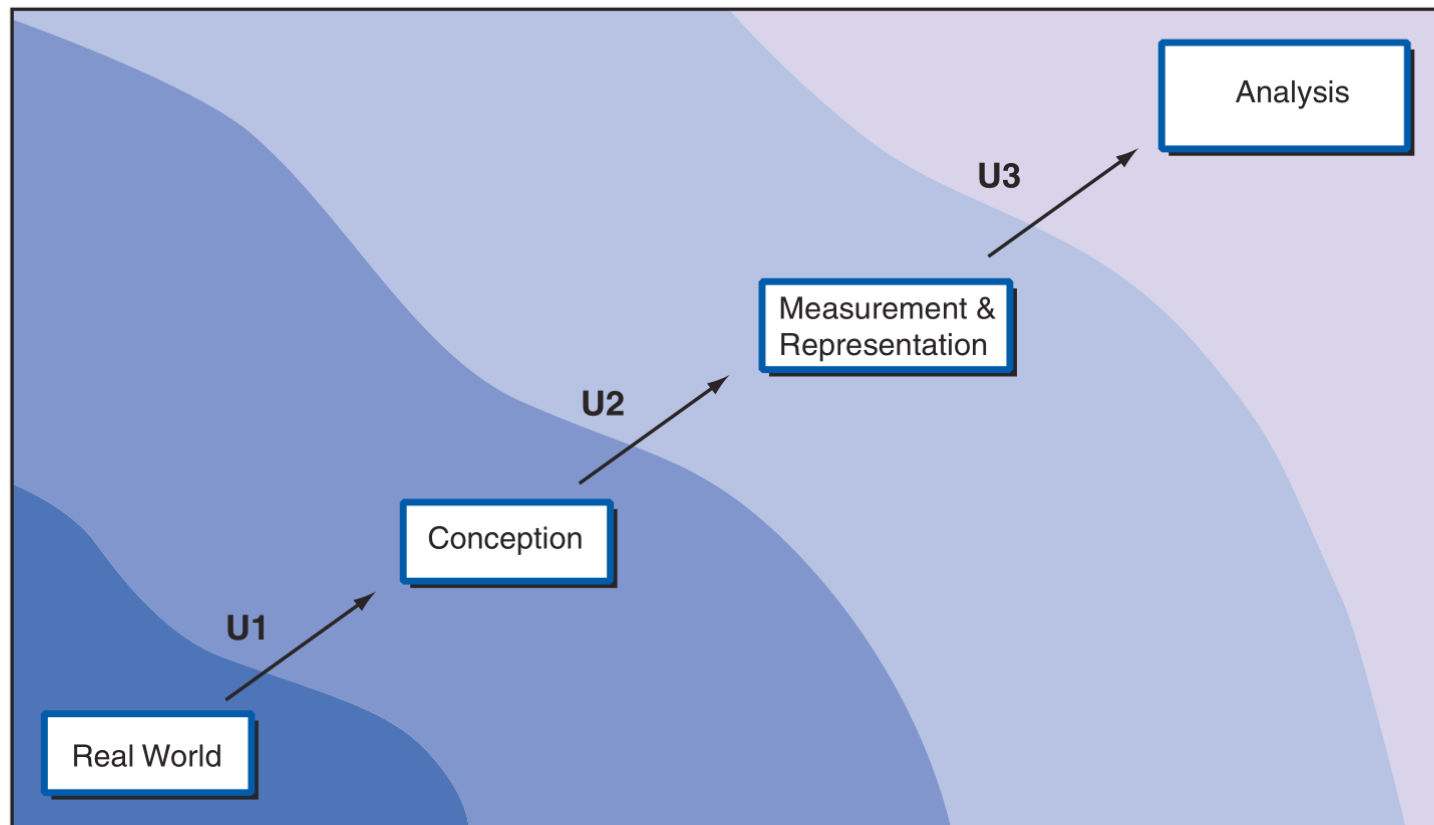 Analysis
U3
Measurement &
Representation
U2
Conception
U1
Real World